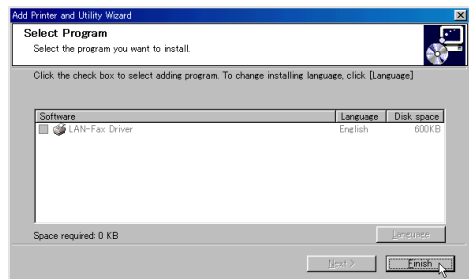 Add Printer and Utility Wizard
Select Program
Select the program you want to install.
Click the check box to select adding program. To change installing language, click [Language]
Software Language Disk space
LAN-Fax Driver English 600KB
Space required: 0 KB
Language
Next > Finish